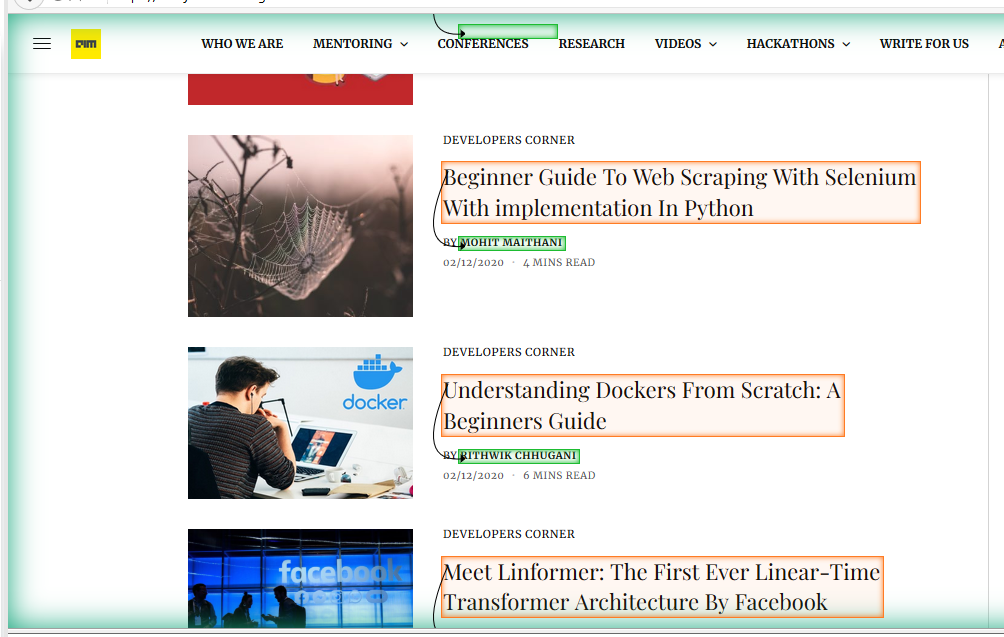 WHO WE ARE MENTORING CONFERENCES RESEARCH VIDEOS HACKATHONS WRITE FOR US
DEVELOPERS CORNER
Beginner Guide To Web Scraping With Selenium
With implementation In Python
BY MOHIT MAITHANI
02/12/2020 · 4 MINS READ
docker
DEVELOPERS CORNER
Understanding Dockers From Scratch: A
Beginners Guide
BY RITHWIK CHHUGANI
02/12/2020 · 6 MINS READ
facebook
DEVELOPERS CORNER
Meet Linformer: The First Ever Linear-Time
Transformer Architecture By Facebook